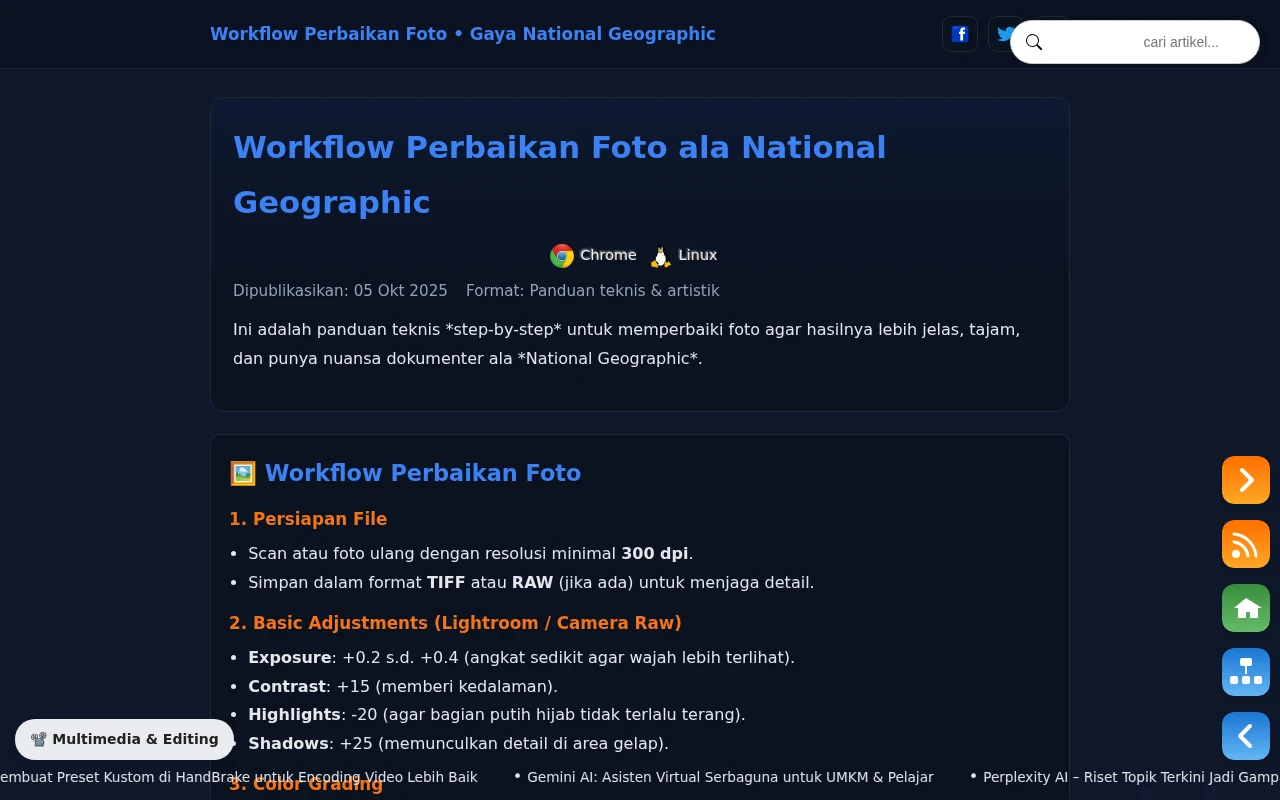 Workflow Perbaikan Foto • Gaya National Geographic
cari artikel...
Workflow Perbaikan Foto ala National
Geographic
Chrome Linux
Dipublikasikan: 05 Okt 2025 Format: Panduan teknis & artistik
Ini adalah panduan teknis *step-by-step* untuk memperbaiki foto agar hasilnya lebih jelas, tajam,
dan punya nuansa dokumenter ala *National Geographic*.
🖼️ Workflow Perbaikan Foto
1. Persiapan File
• Scan atau foto ulang dengan resolusi minimal 300 dpi.
• Simpan dalam format TIFF atau RAW (jika ada) untuk menjaga detail.
2. Basic Adjustments (Lightroom / Camera Raw)
• Exposure: +0.2 s.d. +0.4 (angkat sedikit agar wajah lebih terlihat).
• Contrast: +15 (memberi kedalaman).
• Highlights: -20 (agar bagian putih hijab tidak terlalu terang).
• Shadows: +25 (memunculkan detail di area gelap).
📽️ Multimedia & Editing
3. Color Grading
embuat Preset Kustom di HandBrake untuk Encoding Video Lebih Baik • Gemini AI: Asisten Virtual Serbaguna untuk UMKM & Pelajar • Perplexity AI – Riset Topik Terkini Jadi Gamp